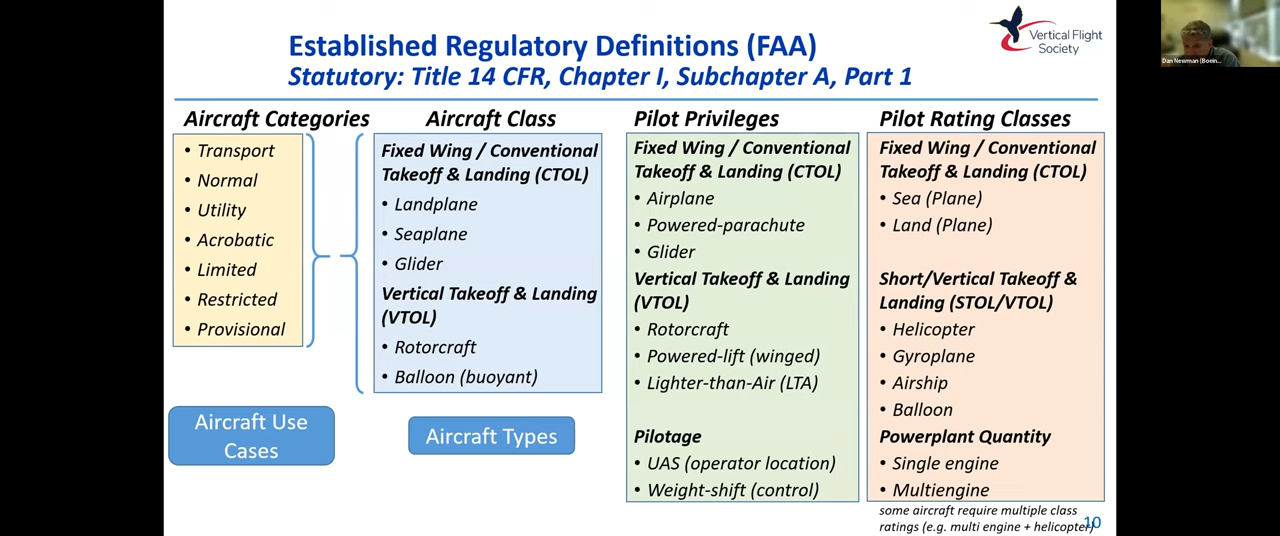 Established Regulatory Definitions (FAA)
Statutory: Title 14 CFR, Chapter I, Subchapter A, Part 1
Vertical Flight
Society
Dan Newman (Boein...
Aircraft Categories
• Transport
• Normal
• Utility
• Acrobatic
• Limited
• Restricted
• Provisional
Aircraft Use
Cases
Aircraft Class
Fixed Wing / Conventional
Takeoff & Landing (CTOL)
• Landplane
• Seaplane
• Glider
Vertical Takeoff & Landing
(VTOL)
• Rotorcraft
• Balloon (buoyant)
Aircraft Types
Pilot Privileges
Fixed Wing / Conventional
Takeoff & Landing (CTOL)
• Airplane
• Powered-parachute
• Glider
Vertical Takeoff & Landing
(VTOL)
• Rotorcraft
• Powered-lift (winged)
• Lighter-than-Air (LTA)
Pilotage
• UAS (operator location)
• Weight-shift (control)
Pilot Rating Classes
Fixed Wing / Conventional
Takeoff & Landing (CTOL)
• Sea (Plane)
• Land (Plane)
Short/Vertical Takeoff &
Landing (STOL/VTOL)
• Helicopter
• Gyroplane
• Airship
• Balloon
Powerplant Quantity
• Single engine
• Multiengine
some aircraft require multiple class
ratings (e.g. multi engine + helicopter)
10